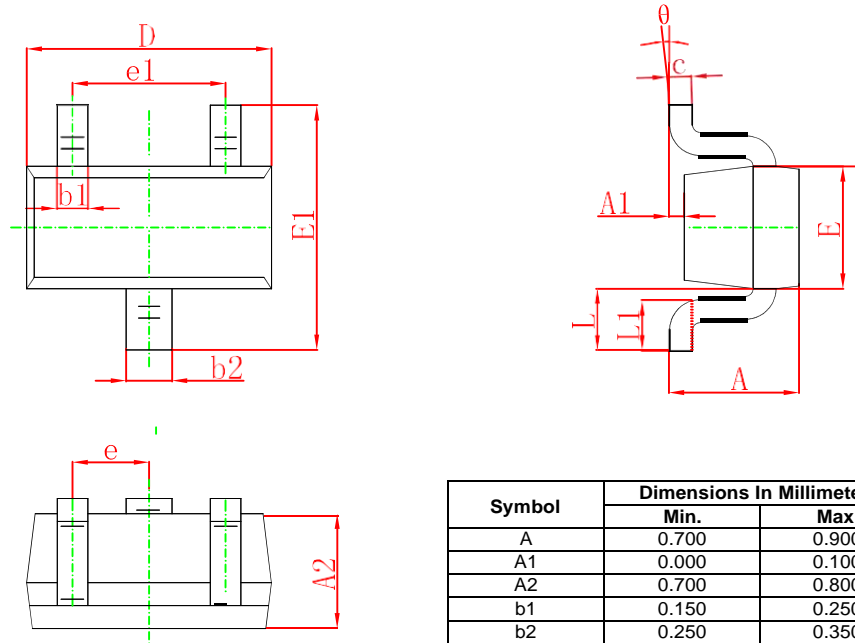 D
e1
b1
E1
b2
θ
c
A1
E
L
L1
A
e
A2
Symbol Dimensions In Millimete
Min. Max
A 0.700 0.900
A1 0.000 0.100
A2 0.700 0.800
b1 0.150 0.250
b2 0.250 0.350